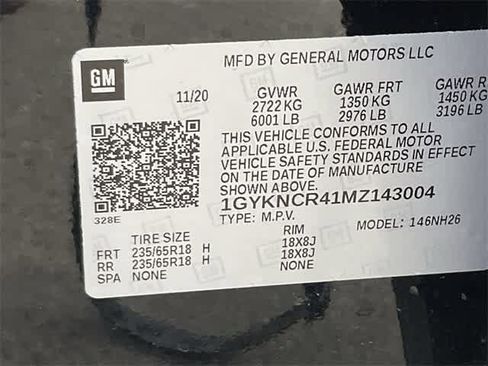 GM
MFD BY GENERAL MOTORS LLC
11/20
GVWR GAWR FRT GAWR R
2722 KG 1350 KG 1450 KG
6001 LB 2976 LB 3196 LB
THIS VEHICLE CONFORMS TO ALL
APPLICABLE U.S. FEDERAL MOTOR
VEHICLE SAFETY STANDARDS IN EFFECT
ON THE DATE OF MANUFACTURE
SHOWN ABOVE.
1GYKNCR41MZ143004
328E
TYPE: M.P.V. MODEL: 146NH26
TIRE SIZE RIM
FRT 235/65R18 H 18X8J
RR 235/65R18 H 18X8J
SPA NONE NONE